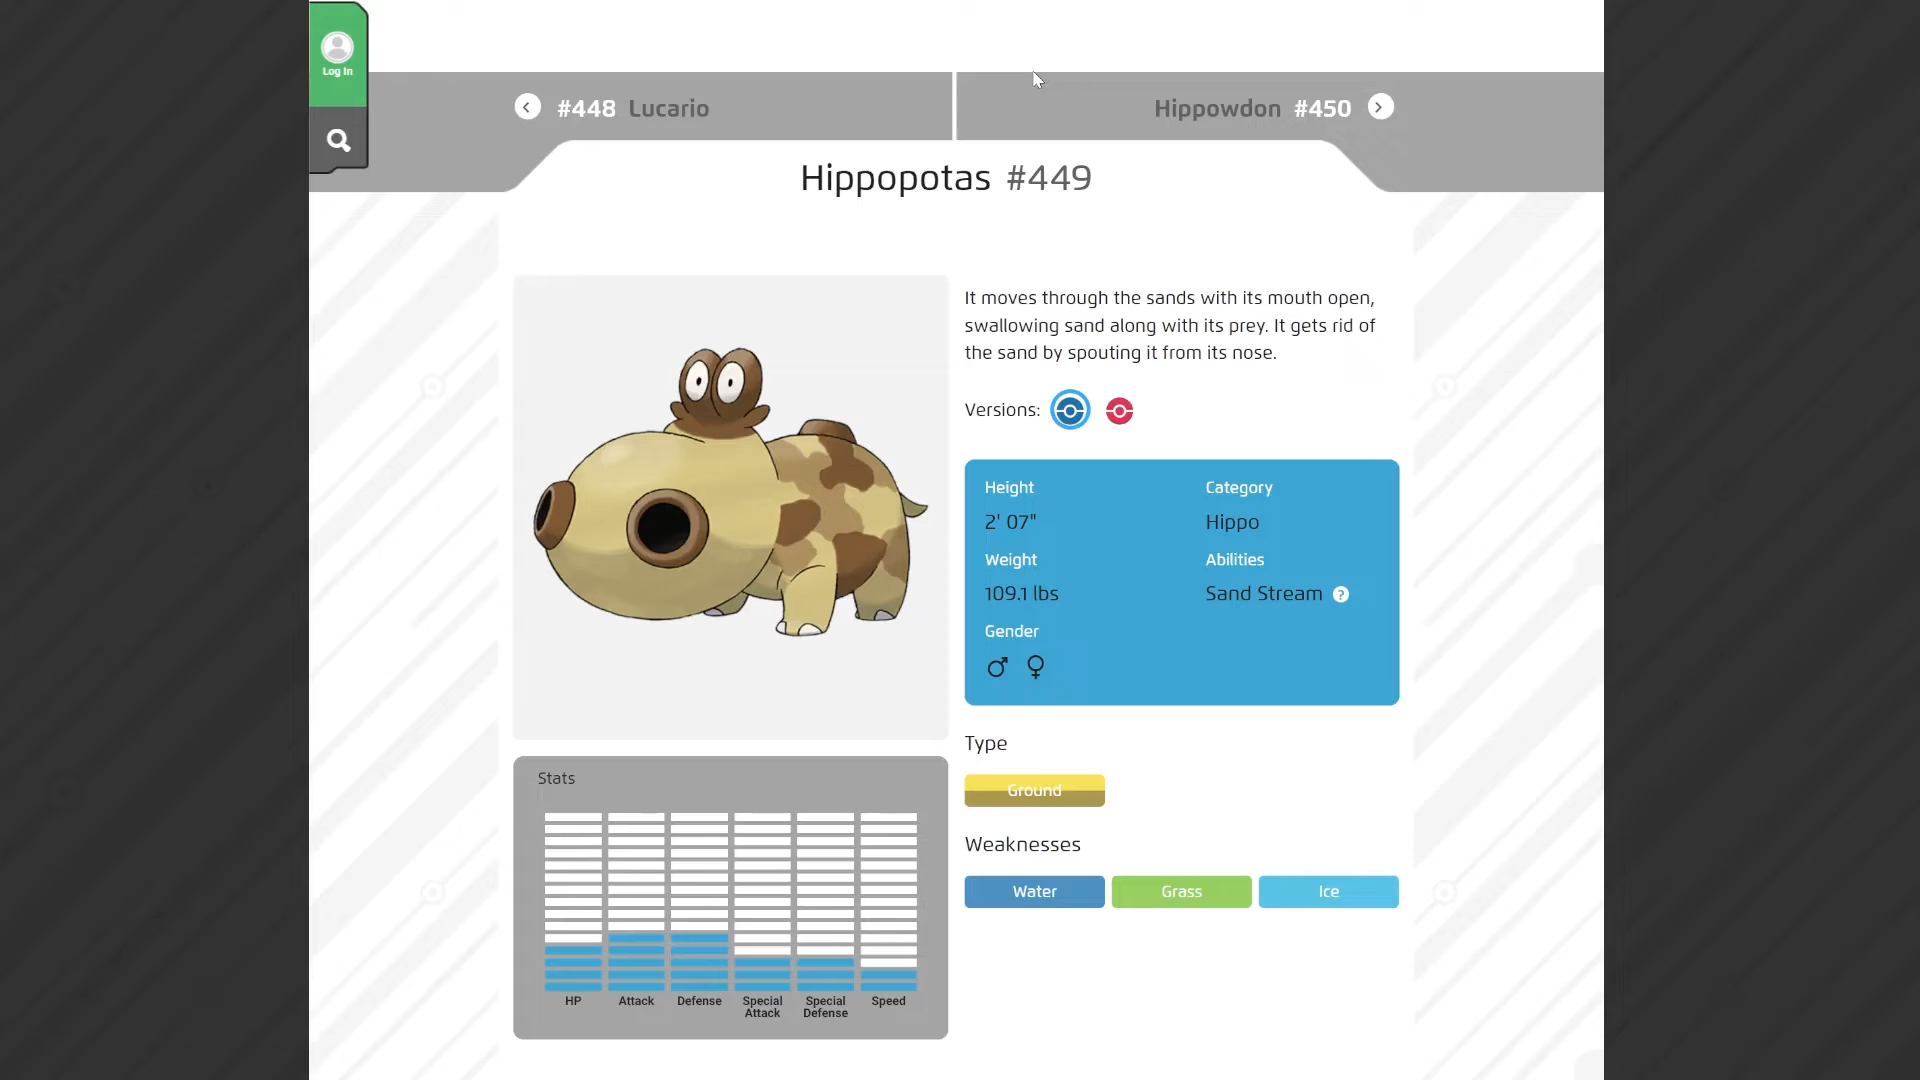 Log In
#448 Lucario
Hippowdon #450
Hippopotas #449
It moves through the sands with its mouth open,
swallowing sand along with its prey. It gets rid of
the sand by spouting it from its nose.
Versions:
Height
2' 07"
Weight
109.1 lbs
Gender
Category
Hippo
Abilities
Sand Stream ?
Type
Ground
Weaknesses
Water Grass Ice
Stats
HP
Attack
Defense
Special
Attack
Special
Defense
Speed